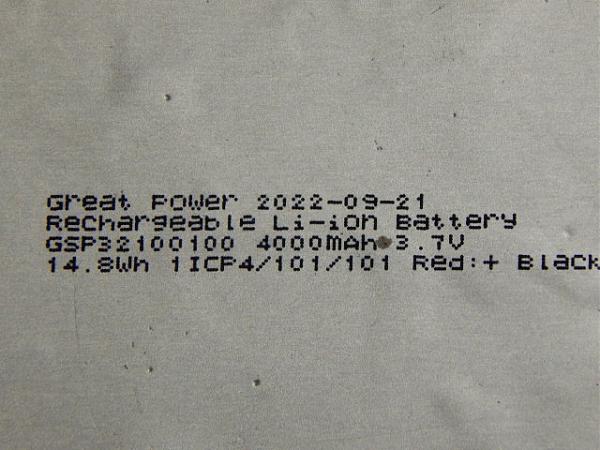 Great Power 2022-09-21
Rechargeable Li-ion Battery
GSP32100100 4000mAh 3.7V
14.8Wh 1ICP4/101/101 Red:+ Black